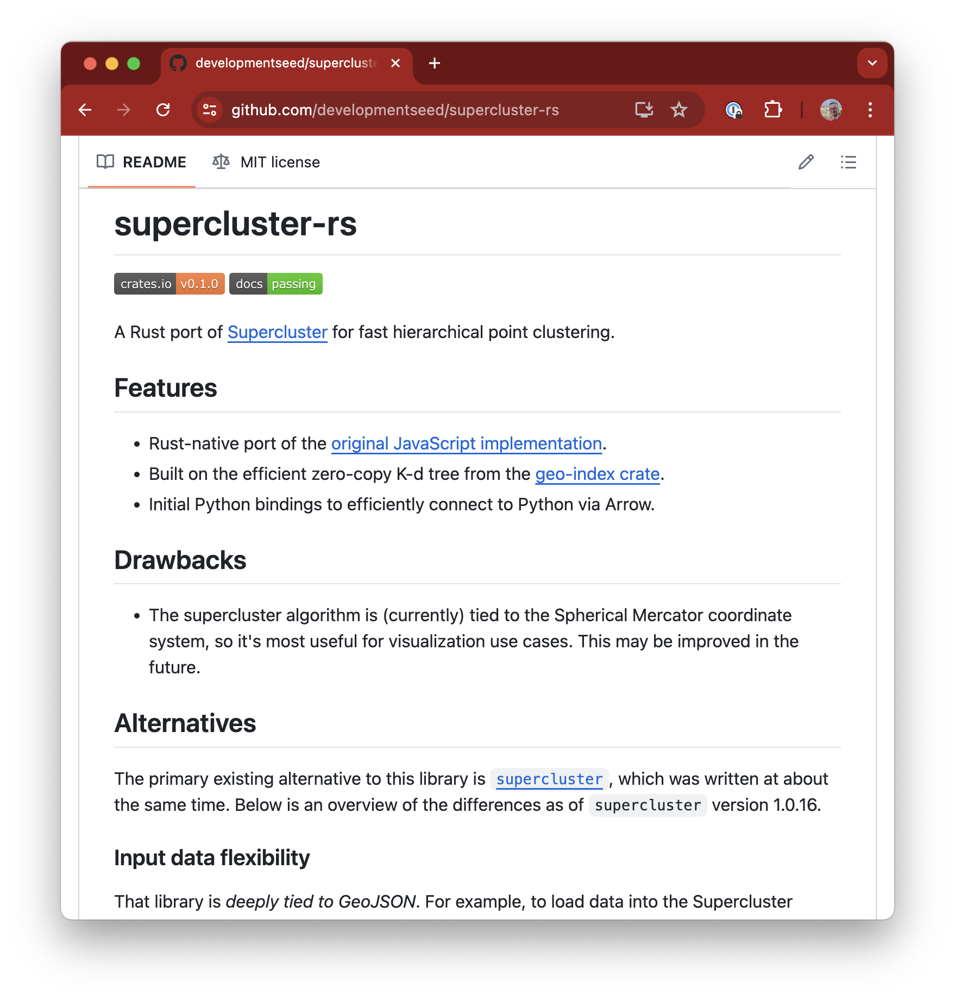 developmentseed/superclust
github.com/developmentseed/supercluster-rs
README
MIT license
supercluster-rs
crates.io v0.1.0 docs passing
A Rust port of Supercluster for fast hierarchical point clustering.
Features
• Rust-native port of the original JavaScript implementation.
• Built on the efficient zero-copy K-d tree from the geo-index crate.
• Initial Python bindings to efficiently connect to Python via Arrow.
Drawbacks
• The supercluster algorithm is (currently) tied to the Spherical Mercator coordinate
system, so it's most useful for visualization use cases. This may be improved in the
future.
Alternatives
The primary existing alternative to this library is supercluster, which was written at about
the same time. Below is an overview of the differences as of supercluster version 1.0.16.
Input data flexibility
That library is deeply tied to GeoJSON. For example, to load data into the Supercluster